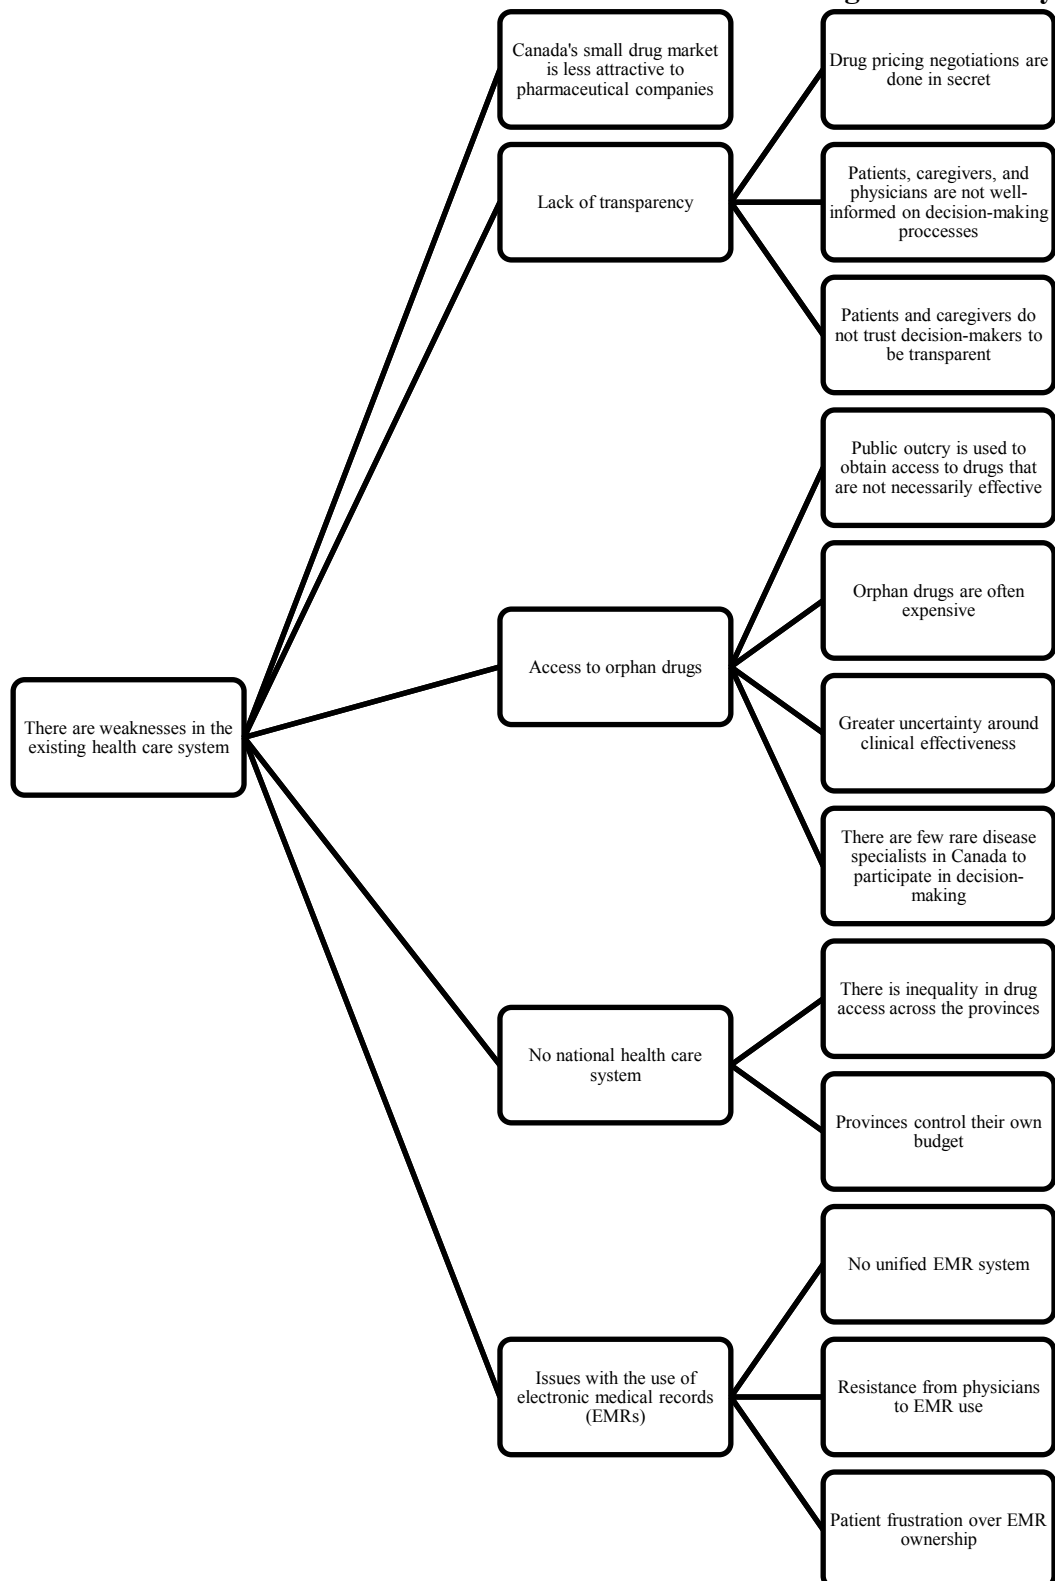 Canada's small drug market
is less attractive to
pharmaceutical companies
Drug pricing negotiations are
done in secret
Lack of transparency
Patients, caregivers, and
physicians are not well-
informed on decision-making
proccesses
Patients and caregivers do
not trust decision-makers to
be transparent
Public outcry is used to
obtain access to drugs that
are not necessarily effective
Orphan drugs are often
expensive
Access to orphan drugs
Greater uncertainty around
clinical effectiveness
There are weaknesses in the
existing health care system
There are few rare disease
specialists in Canada to
participate in decision-
making
There is inequality in drug
access across the provinces
No national health care
system
Provinces control their own
budget
No unified EMR system
Issues with the use of
electronic medical records
(EMRs)
Resistance from physicians
to EMR use
Patient frustration over EMR
ownership